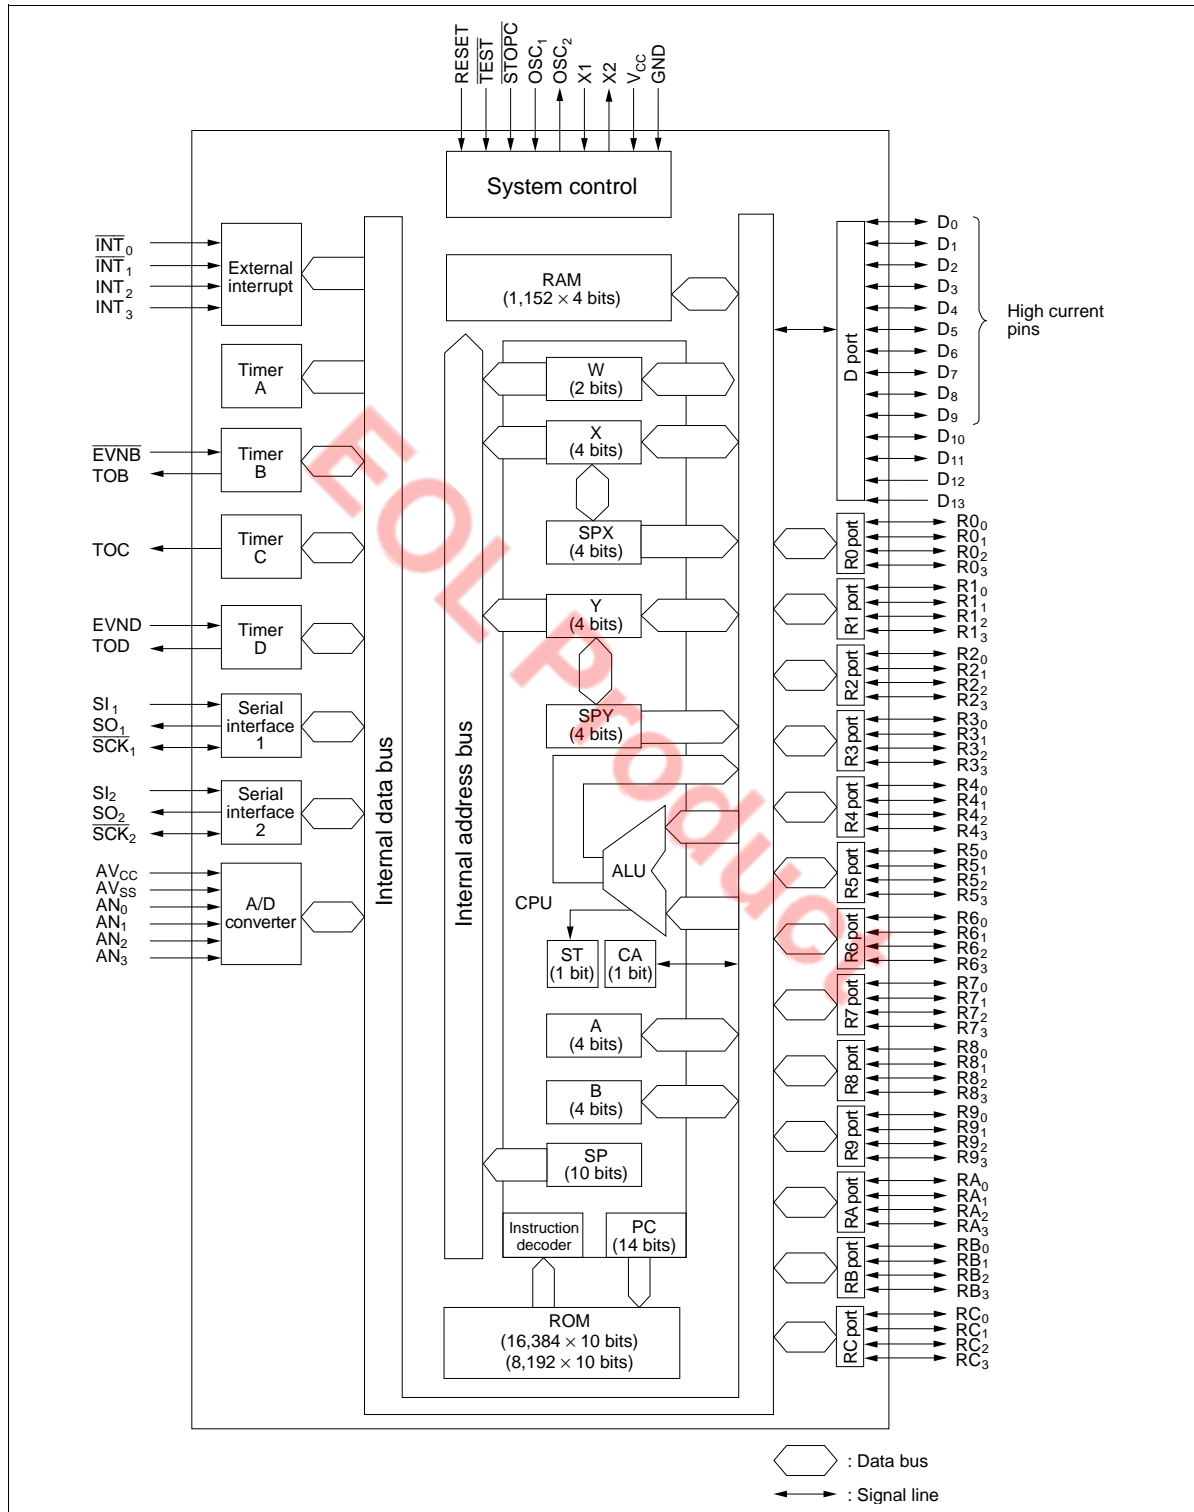 RESET
TEST
STOPC
OSC1
OSC2
X1
X2
VCC
GND
System control
INT0
INT1
INT2
INT3
External
interrupt
Timer
A
EVNB
TOB
Timer
B
TOC
Timer
C
EVND
TOD
Timer
D
SI1
SO1
SCK1
Serial
interface
1
SI2
SO2
SCK2
Serial
interface
2
AVCC
AVSS
AN0
AN1
AN2
AN3
A/D
converter
Internal data bus
Internal address bus
RAM
(1,152 × 4 bits)
W
(2 bits)
X
(4 bits)
SPX
(4 bits)
Y
(4 bits)
SPY
(4 bits)
ALU
CPU
ST
(1 bit)
CA
(1 bit)
A
(4 bits)
B
(4 bits)
SP
(10 bits)
Instruction
decoder
PC
(14 bits)
ROM
(16,384 × 10 bits)
(8,192 × 10 bits)
D port
D0
D1
D2
D3
D4
D5
D6
D7
D8
D9
D10
D11
D12
D13
High current
pins
R0 port
R00
R01
R02
R03
R1 port
R10
R11
R12
R13
R2 port
R20
R21
R22
R23
R3 port
R30
R31
R32
R33
R4 port
R40
R41
R42
R43
R5 port
R50
R51
R52
R53
R6 port
R60
R61
R62
R63
R7 port
R70
R71
R72
R73
R8 port
R80
R81
R82
R83
R9 port
R90
R91
R92
R93
RA port
RA0
RA1
RA2
RA3
RB port
RB0
RB1
RB2
RB3
RC port
RC0
RC1
RC2
RC3
: Data bus
: Signal line
EOL Product